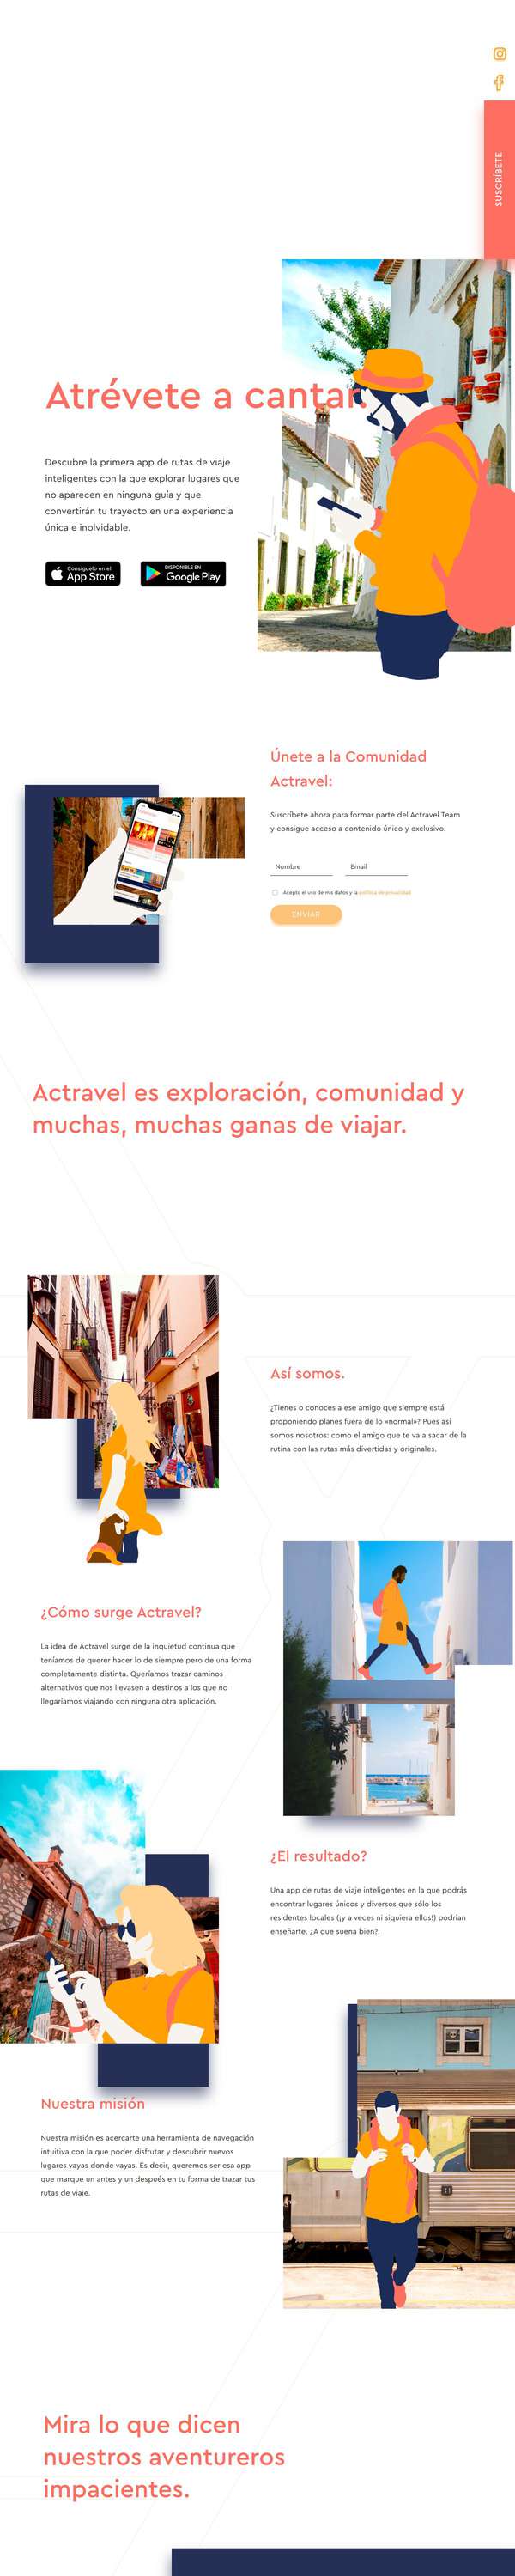 SUSCRÍBETE
Atrévete a cantar.
Descubre la primera app de rutas de viaje
inteligentes con la que explorar lugares que
no aparecen en ninguna guía y que
convertirán tu trayecto en una experiencia
única e inolvidable.
Consíguelo en el
App Store
DISPONIBLE EN
Google Play
Únete a la Comunidad
Actravel:
Suscríbete ahora para formar parte del Actravel Team
y consigue acceso a contenido único y exclusivo.
Nombre
Email
Acepto el uso de mis datos y la política de privacidad
ENVIAR
Actravel es exploración, comunidad y
muchas, muchas ganas de viajar.
Así somos.
¿Tienes o conoces a ese amigo que siempre está
proponiendo planes fuera de lo «normal»? Pues así
somos nosotros: como el amigo que te va a sacar de la
rutina con las rutas más divertidas y originales.
¿Cómo surge Actravel?
La idea de Actravel surge de la inquietud continua que
teníamos de querer hacer lo de siempre pero de una forma
completamente distinta. Queríamos trazar caminos
alternativos que nos llevasen a destinos a los que no
llegaríamos viajando con ninguna otra aplicación.
¿El resultado?
Una app de rutas de viaje inteligentes en la que podrás
encontrar lugares únicos y diversos que sólo los
residentes locales (¡y a veces ni siquiera ellos!) podrían
enseñarte. ¿A que suena bien?.
Nuestra misión
Nuestra misión es acercarte una herramienta de navegación
intuitiva con la que poder disfrutar y descubrir nuevos
lugares vayas donde vayas. Es decir, queremos ser esa app
que marque un antes y un después en tu forma de trazar tus
rutas de viaje.
Mira lo que dicen
nuestros aventureros
impacientes.